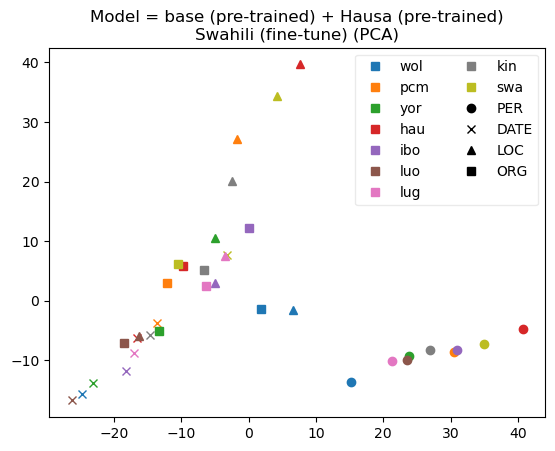 Model = base (pre-trained) + Hausa (pre-trained)
Swahili (fine-tune) (PCA)
40
30
20
10
0
−10
−20
−10
0
10
20
30
40
wol
pcm
yor
hau
ibo
luo
lug
kin
swa
PER
DATE
LOC
ORG